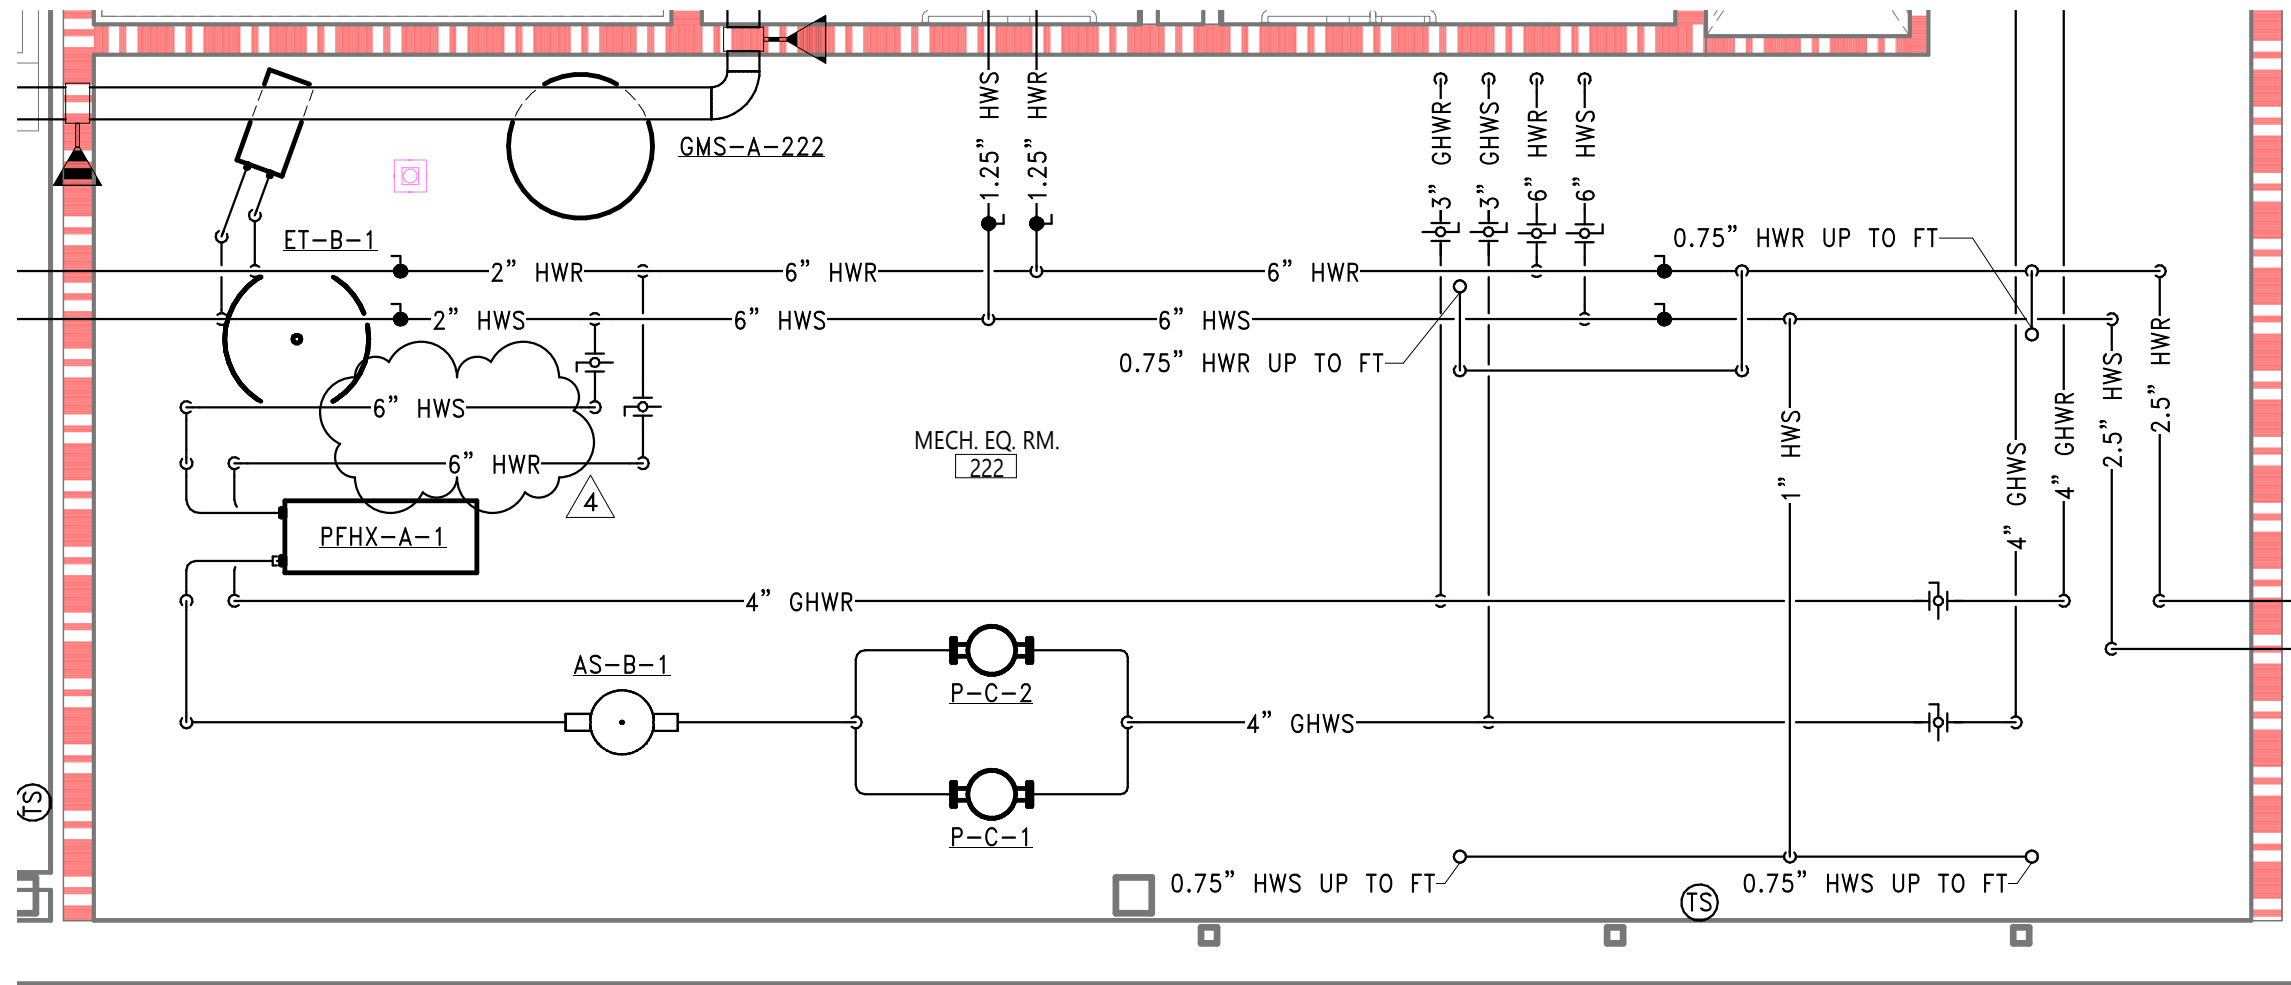 GMS-A-222
1.25” HWS
1.25” HWR
3” GHWR
3” GHWS
6” HWR
6” HWS
ET-B-1
0.75” HWR UP TO FT
2” HWR
6” HWR
6” HWR
2” HWS
6” HWS
6” HWS
0.75” HWR UP TO FT
2.5” HWR
2.5” HWS
6” HWS
4” GHWR
MECH. EQ. RM.
222
1” HWS
4” GHWS
6” HWR
4
PFHX-A-1
4” GHWR
AS-B-1
P-C-2
4” GHWS
TS
P-C-1
0.75” HWS UP TO FT
TS
0.75” HWS UP TO FT